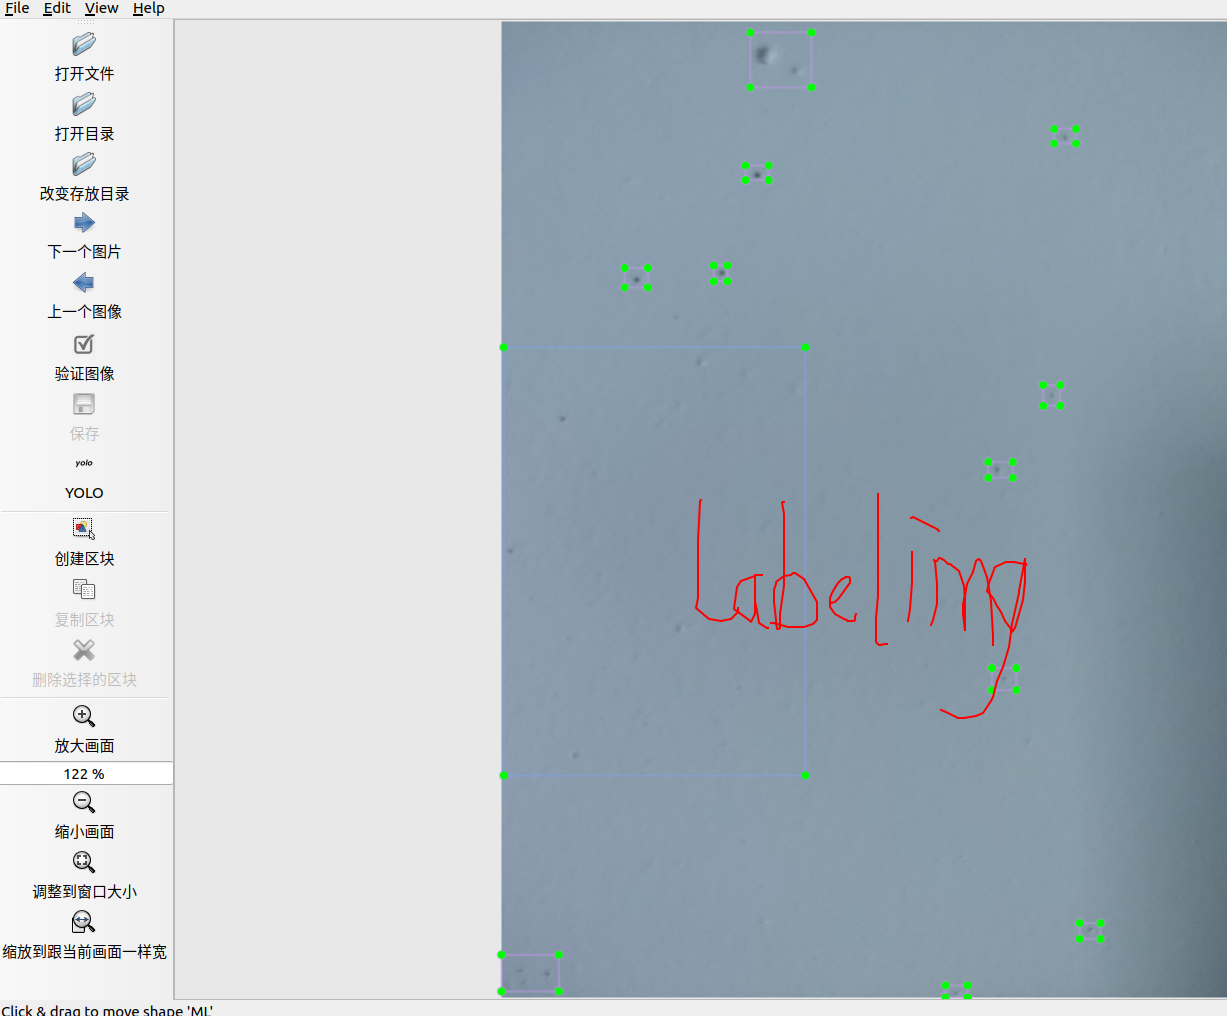 File Edit View Help
打开文件
打开目录
改变存放目录
下一个图片
上一个图像
验证图像
保存
yolo
YOLO
创建区块
复制区块
删除选择的区块
放大画面
122 %
缩小画面
调整到窗口大小
缩放到跟当前画面一样宽
labeling
Click & drag to move shape 'ML'